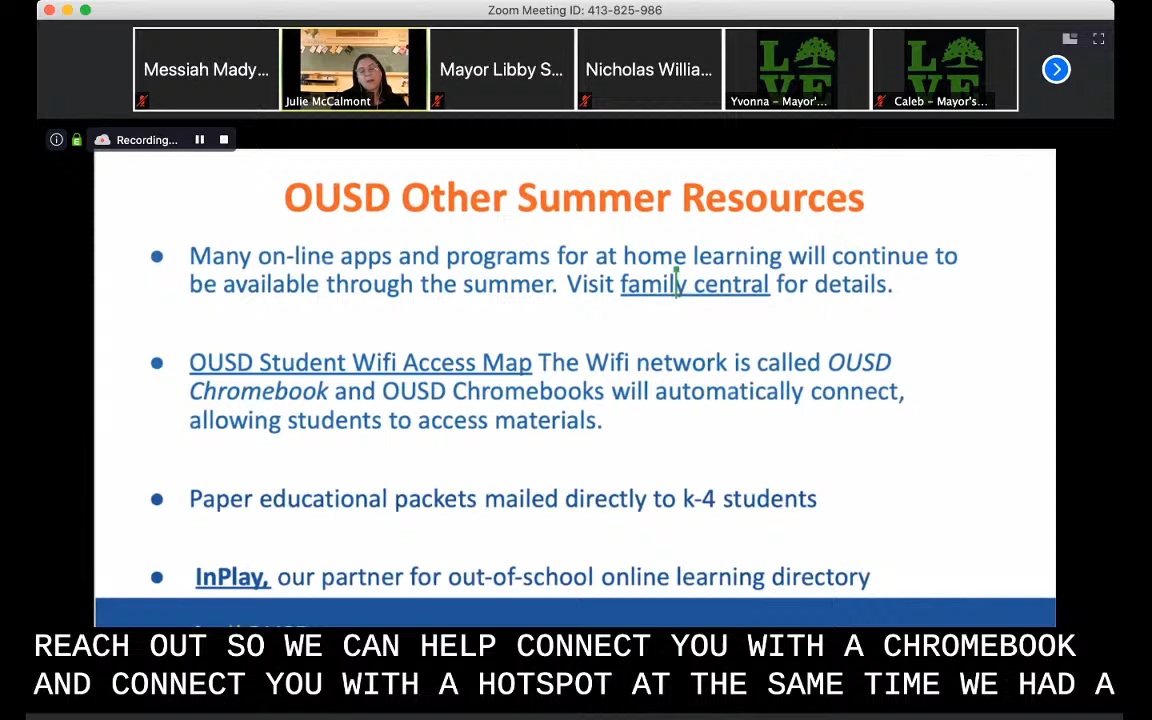 Zoom Meeting ID: 413-825-986
Messiah Mady...
Julie McCalmont
Mayor Libby S...
Nicholas Willia...
LOVE
Yvonna – Mayor'...
LOVE
Caleb – Mayor's...
Recording...
OUSD Other Summer Resources
• Many on-line apps and programs for at home learning will continue to
be available through the summer. Visit family central for details.
• OUSD Student Wifi Access Map The Wifi network is called OUSD
Chromebook and OUSD Chromebooks will automatically connect,
allowing students to access materials.
• Paper educational packets mailed directly to k-4 students
• InPlay, our partner for out-of-school online learning directory
REACH OUT SO WE CAN HELP CONNECT YOU WITH A CHROMEBOOK
AND CONNECT YOU WITH A HOTSPOT AT THE SAME TIME WE HAD A